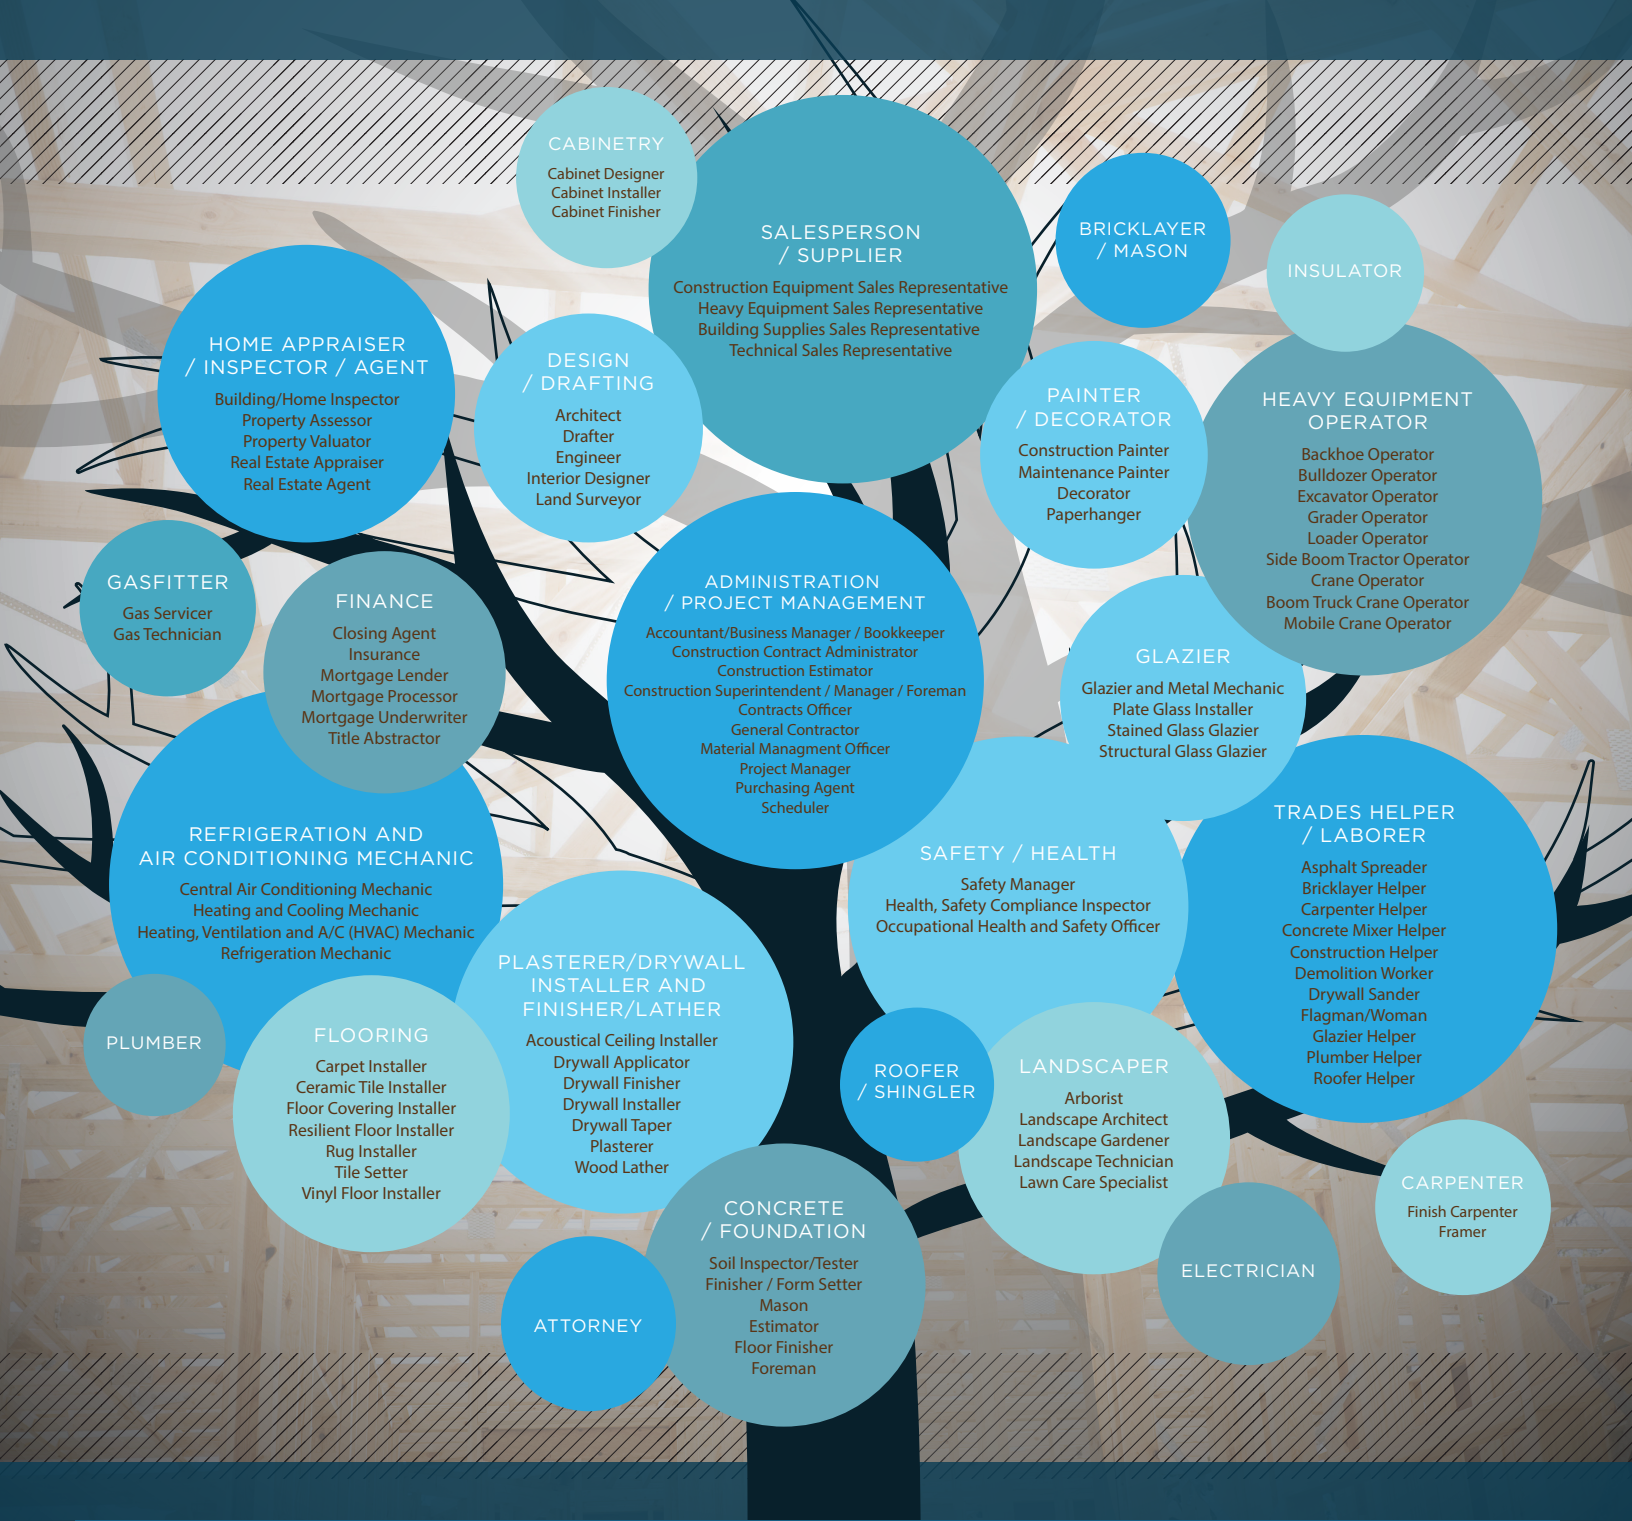 CABINETRY
Cabinet Designer
Cabinet Installer
Cabinet Finisher
SALESPERSON
/ SUPPLIER
Construction Equipment Sales Representative
Heavy Equipment Sales Representative
Building Supplies Sales Representative
Technical Sales Representative
BRICKLAYER
/ MASON
INSULATOR
HOME APPRAISER
/ INSPECTOR / AGENT
Building/Home Inspector
Property Assessor
Property Valuator
Real Estate Appraiser
Real Estate Agent
DESIGN
/ DRAFTING
Architect
Drafter
Engineer
Interior Designer
Land Surveyor
PAINTER
/ DECORATOR
Construction Painter
Maintenance Painter
Decorator
Paperhanger
HEAVY EQUIPMENT
OPERATOR
Backhoe Operator
Bulldozer Operator
Excavator Operator
Grader Operator
Loader Operator
Side Boom Tractor Operator
Crane Operator
Boom Truck Crane Operator
Mobile Crane Operator
GASFITTER
Gas Servicer
Gas Technician
FINANCE
Closing Agent
Insurance
Mortgage Lender
Mortgage Processor
Mortgage Underwriter
Title Abstractor
ADMINISTRATION
/ PROJECT MANAGEMENT
Accountant/Business Manager / Bookkeeper
Construction Contract Administrator
Construction Estimator
Construction Superintendent / Manager / Foreman
Contracts Officer
General Contractor
Material Managment Officer
Project Manager
Purchasing Agent
Scheduler
GLAZIER
Glazier and Metal Mechanic
Plate Glass Installer
Stained Glass Glazier
Structural Glass Glazier
REFRIGERATION AND
AIR CONDITIONING MECHANIC
Central Air Conditioning Mechanic
Heating and Cooling Mechanic
Heating, Ventilation and A/C (HVAC) Mechanic
Refrigeration Mechanic
SAFETY / HEALTH
Safety Manager
Health, Safety Compliance Inspector
Occupational Health and Safety Officer
TRADES HELPER
/ LABORER
Asphalt Spreader
Bricklayer Helper
Carpenter Helper
Concrete Mixer Helper
Construction Helper
Demolition Worker
Drywall Sander
Flagman/Woman
Glazier Helper
Plumber Helper
Roofer Helper
PLUMBER
FLOORING
Carpet Installer
Ceramic Tile Installer
Floor Covering Installer
Resilient Floor Installer
Rug Installer
Tile Setter
Vinyl Floor Installer
PLASTERER/DRYWALL
INSTALLER AND
FINISHER/LATHER
Acoustical Ceiling Installer
Drywall Applicator
Drywall Finisher
Drywall Installer
Drywall Taper
Plasterer
Wood Lather
ROOFER
/ SHINGLER
LANDSCAPER
Arborist
Landscape Architect
Landscape Gardener
Landscape Technician
Lawn Care Specialist
CARPENTER
Finish Carpenter
Framer
CONCRETE
/ FOUNDATION
Soil Inspector/Tester
Finisher / Form Setter
Mason
Estimator
Floor Finisher
Foreman
ELECTRICIAN
ATTORNEY